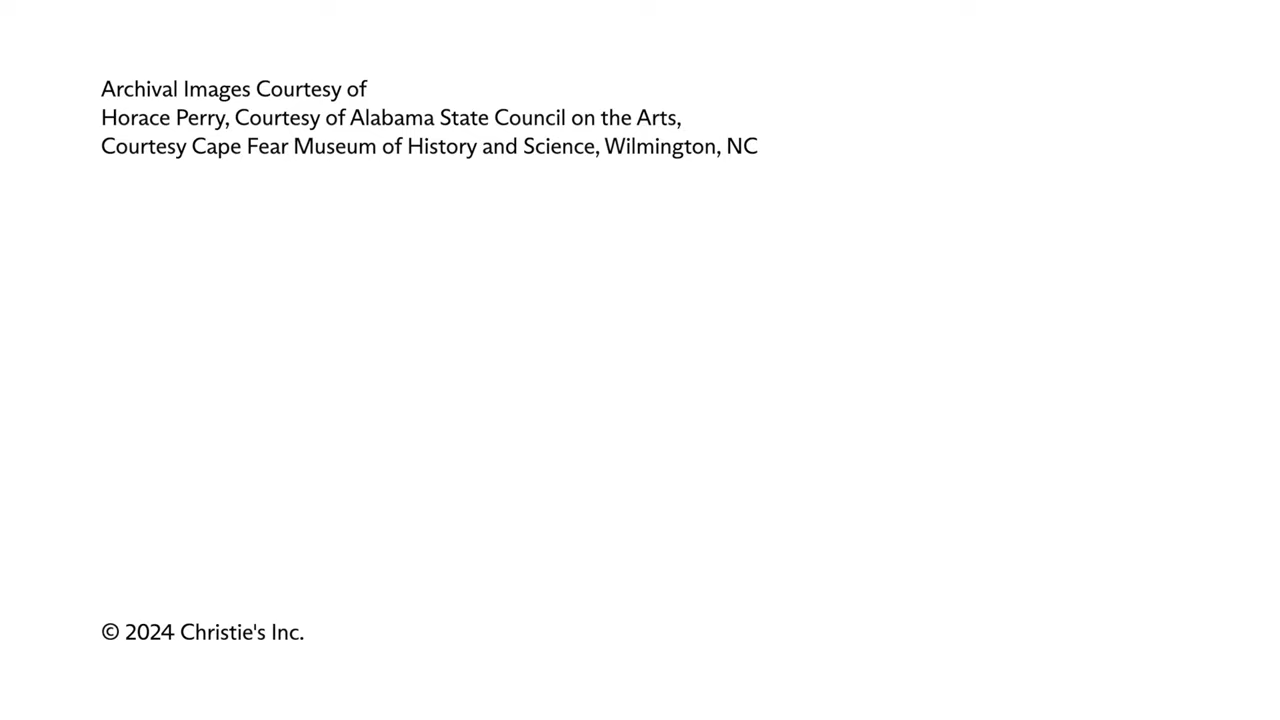 Archival Images Courtesy of
Horace Perry, Courtesy of Alabama State Council on the Arts,
Courtesy Cape Fear Museum of History and Science, Wilmington, NC
© 2024 Christie's Inc.